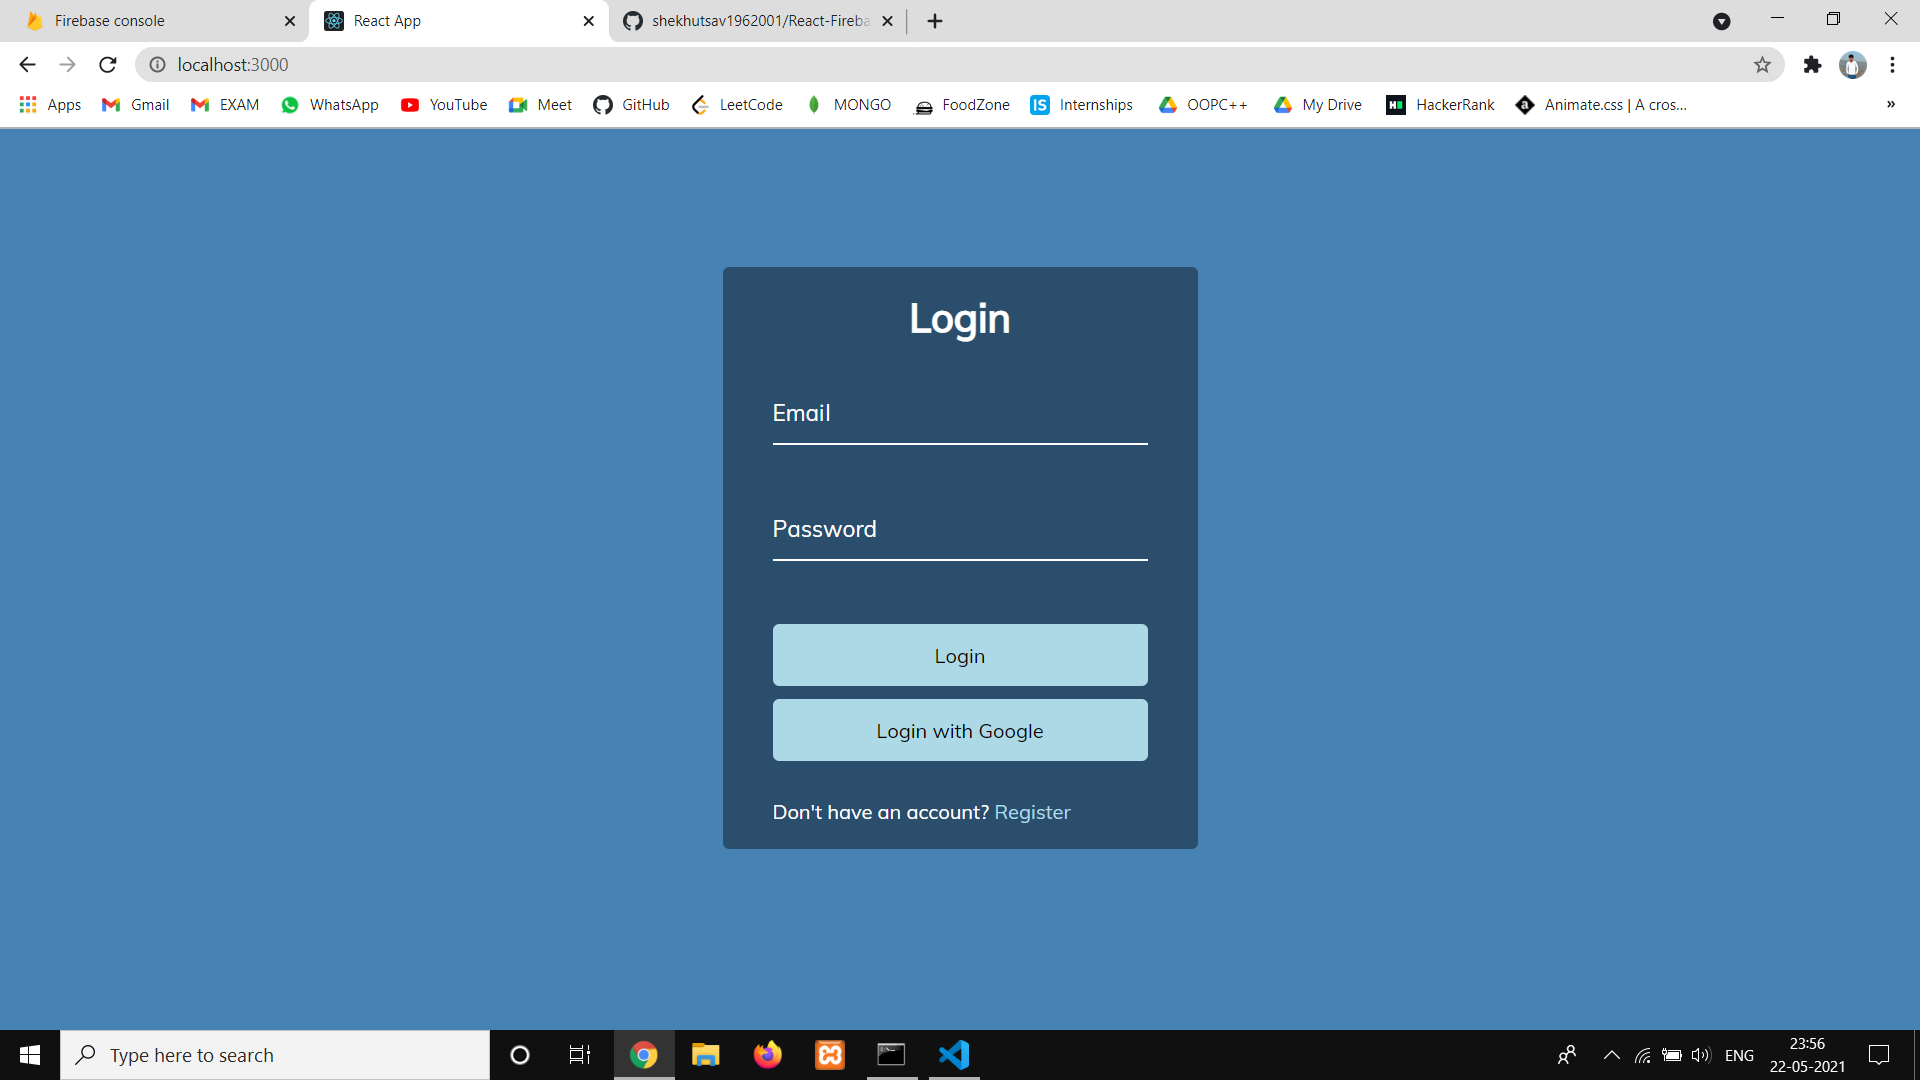 Firebase console
React App
shekhutsav1962001/React-Fireba
localhost:3000
Apps Gmail EXAM WhatsApp YouTube Meet GitHub LeetCode MONGO FoodZone Internships OOPC++ My Drive HackerRank Animate.css | A cros... »
Login
Email
Password
Login
Login with Google
Don't have an account? Register
Type here to search
ENG
23:56
22-05-2021